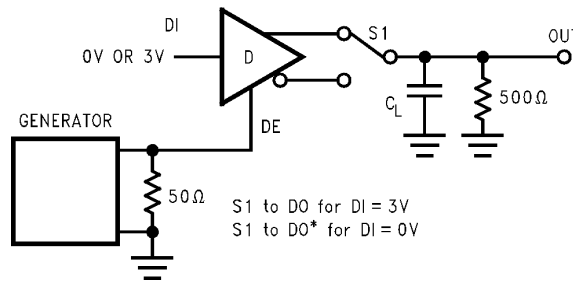 DI
S1
OUT
0V OR 3V
D
C_L
500Ω
GENERATOR
DE
50Ω
S1 to DO for DI = 3V
S1 to DO* for DI = 0V